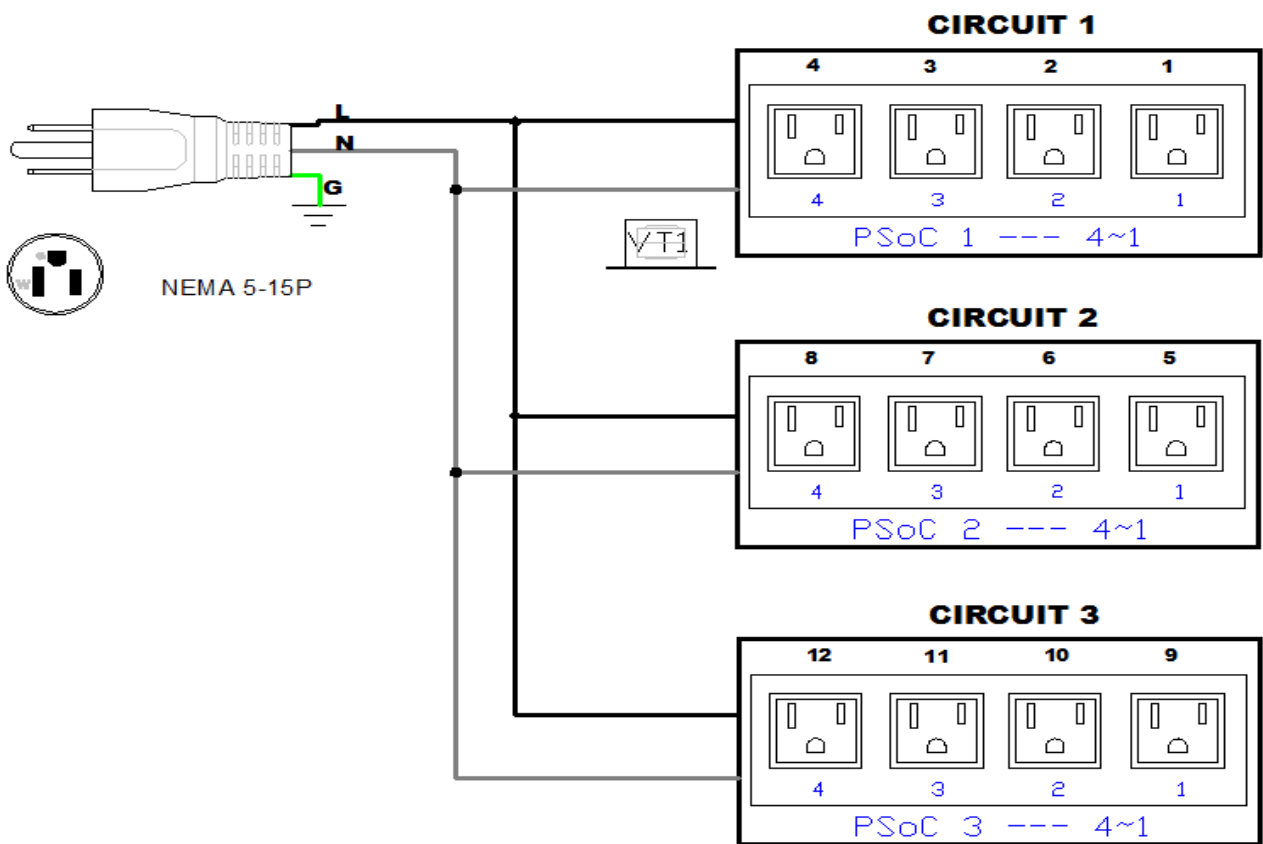 CIRCUIT 1
4 3 2 1
L
N
G
4 3 2 1
PSoC 1 --- 4~1
VT1
W
NEMA 5-15P
CIRCUIT 2
8 7 6 5
4 3 2 1
PSoC 2 --- 4~1
CIRCUIT 3
12 11 10 9
4 3 2 1
PSoC 3 --- 4~1